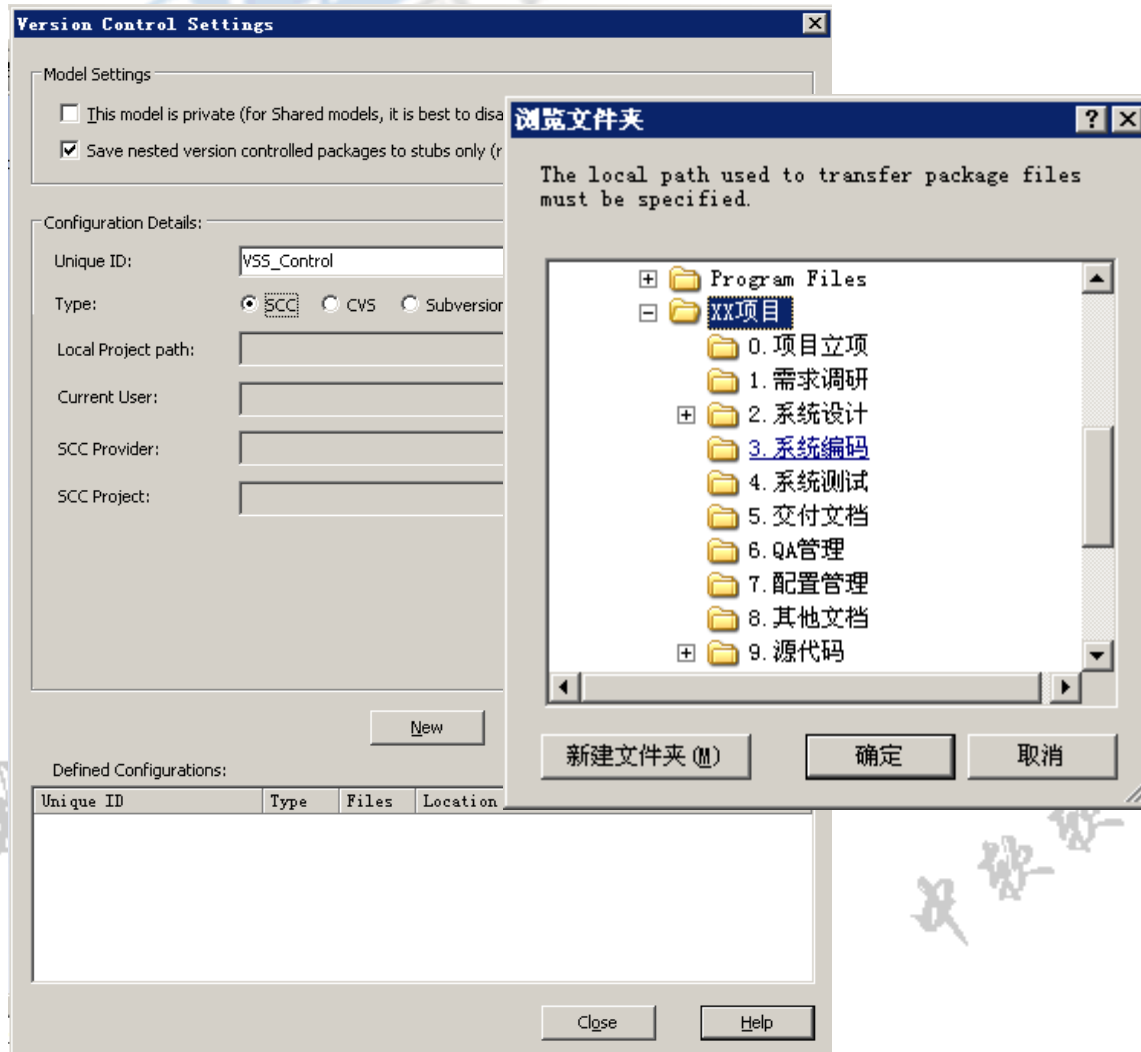 Version Control Settings
Model Settings
This model is private (for Shared models, it is best to disa
Save nested version controlled packages to stubs only (r
Configuration Details:
Unique ID:
VSS_Control
Type:
SCC
CVS
Subversion
Local Project path:
Current User:
SCC Provider:
SCC Project:
New
Defined Configurations:
Unique ID
Type
Files
Location
Close
Help
浏览文件夹
The local path used to transfer package files
must be specified.
Program Files
XX项目
0.项目立项
1.需求调研
2.系统设计
3.系统编码
4.系统测试
5.交付文档
6.QA管理
7.配置管理
8.其他文档
9.源代码
新建文件夹(M)
确定
取消